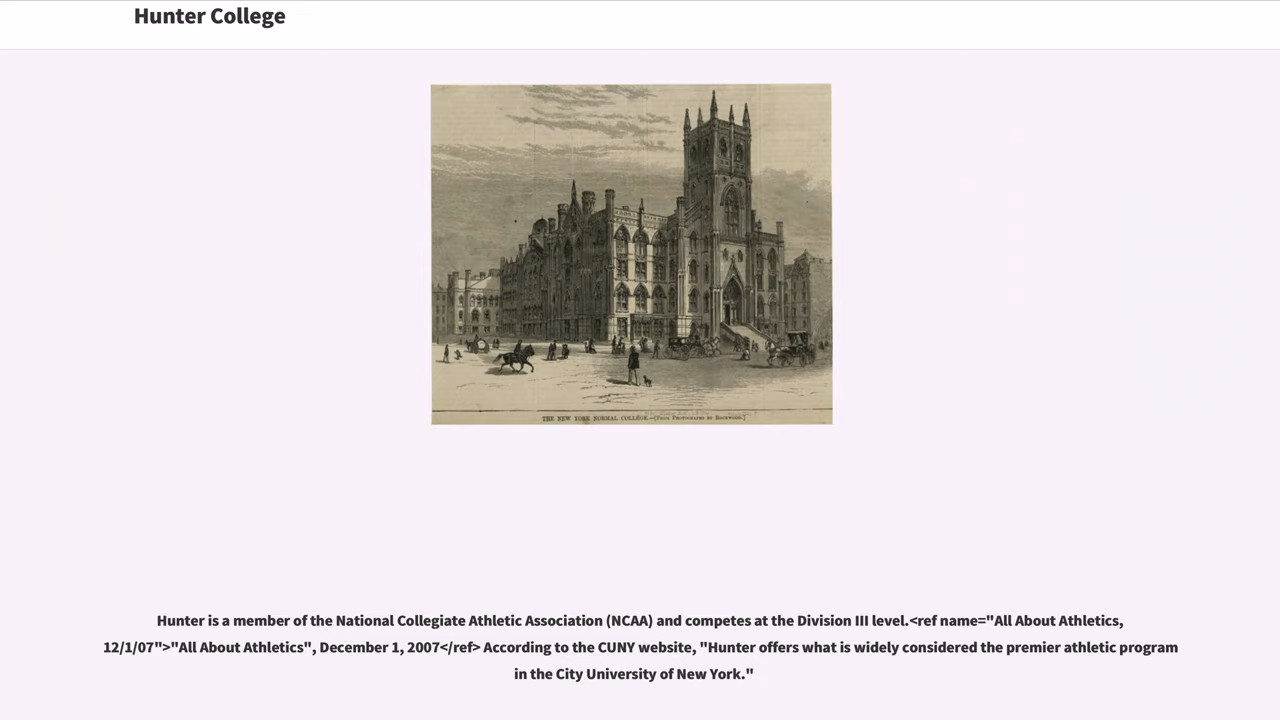 Hunter College
THE NEW YORK NORMAL COLLEGE.—[From Photographs by Rockwood.]
Hunter is a member of the National Collegiate Athletic Association (NCAA) and competes at the Division III level.<ref name="All About Athletics,
12/1/07">"All About Athletics", December 1, 2007</ref> According to the CUNY website, "Hunter offers what is widely considered the premier athletic program
in the City University of New York."